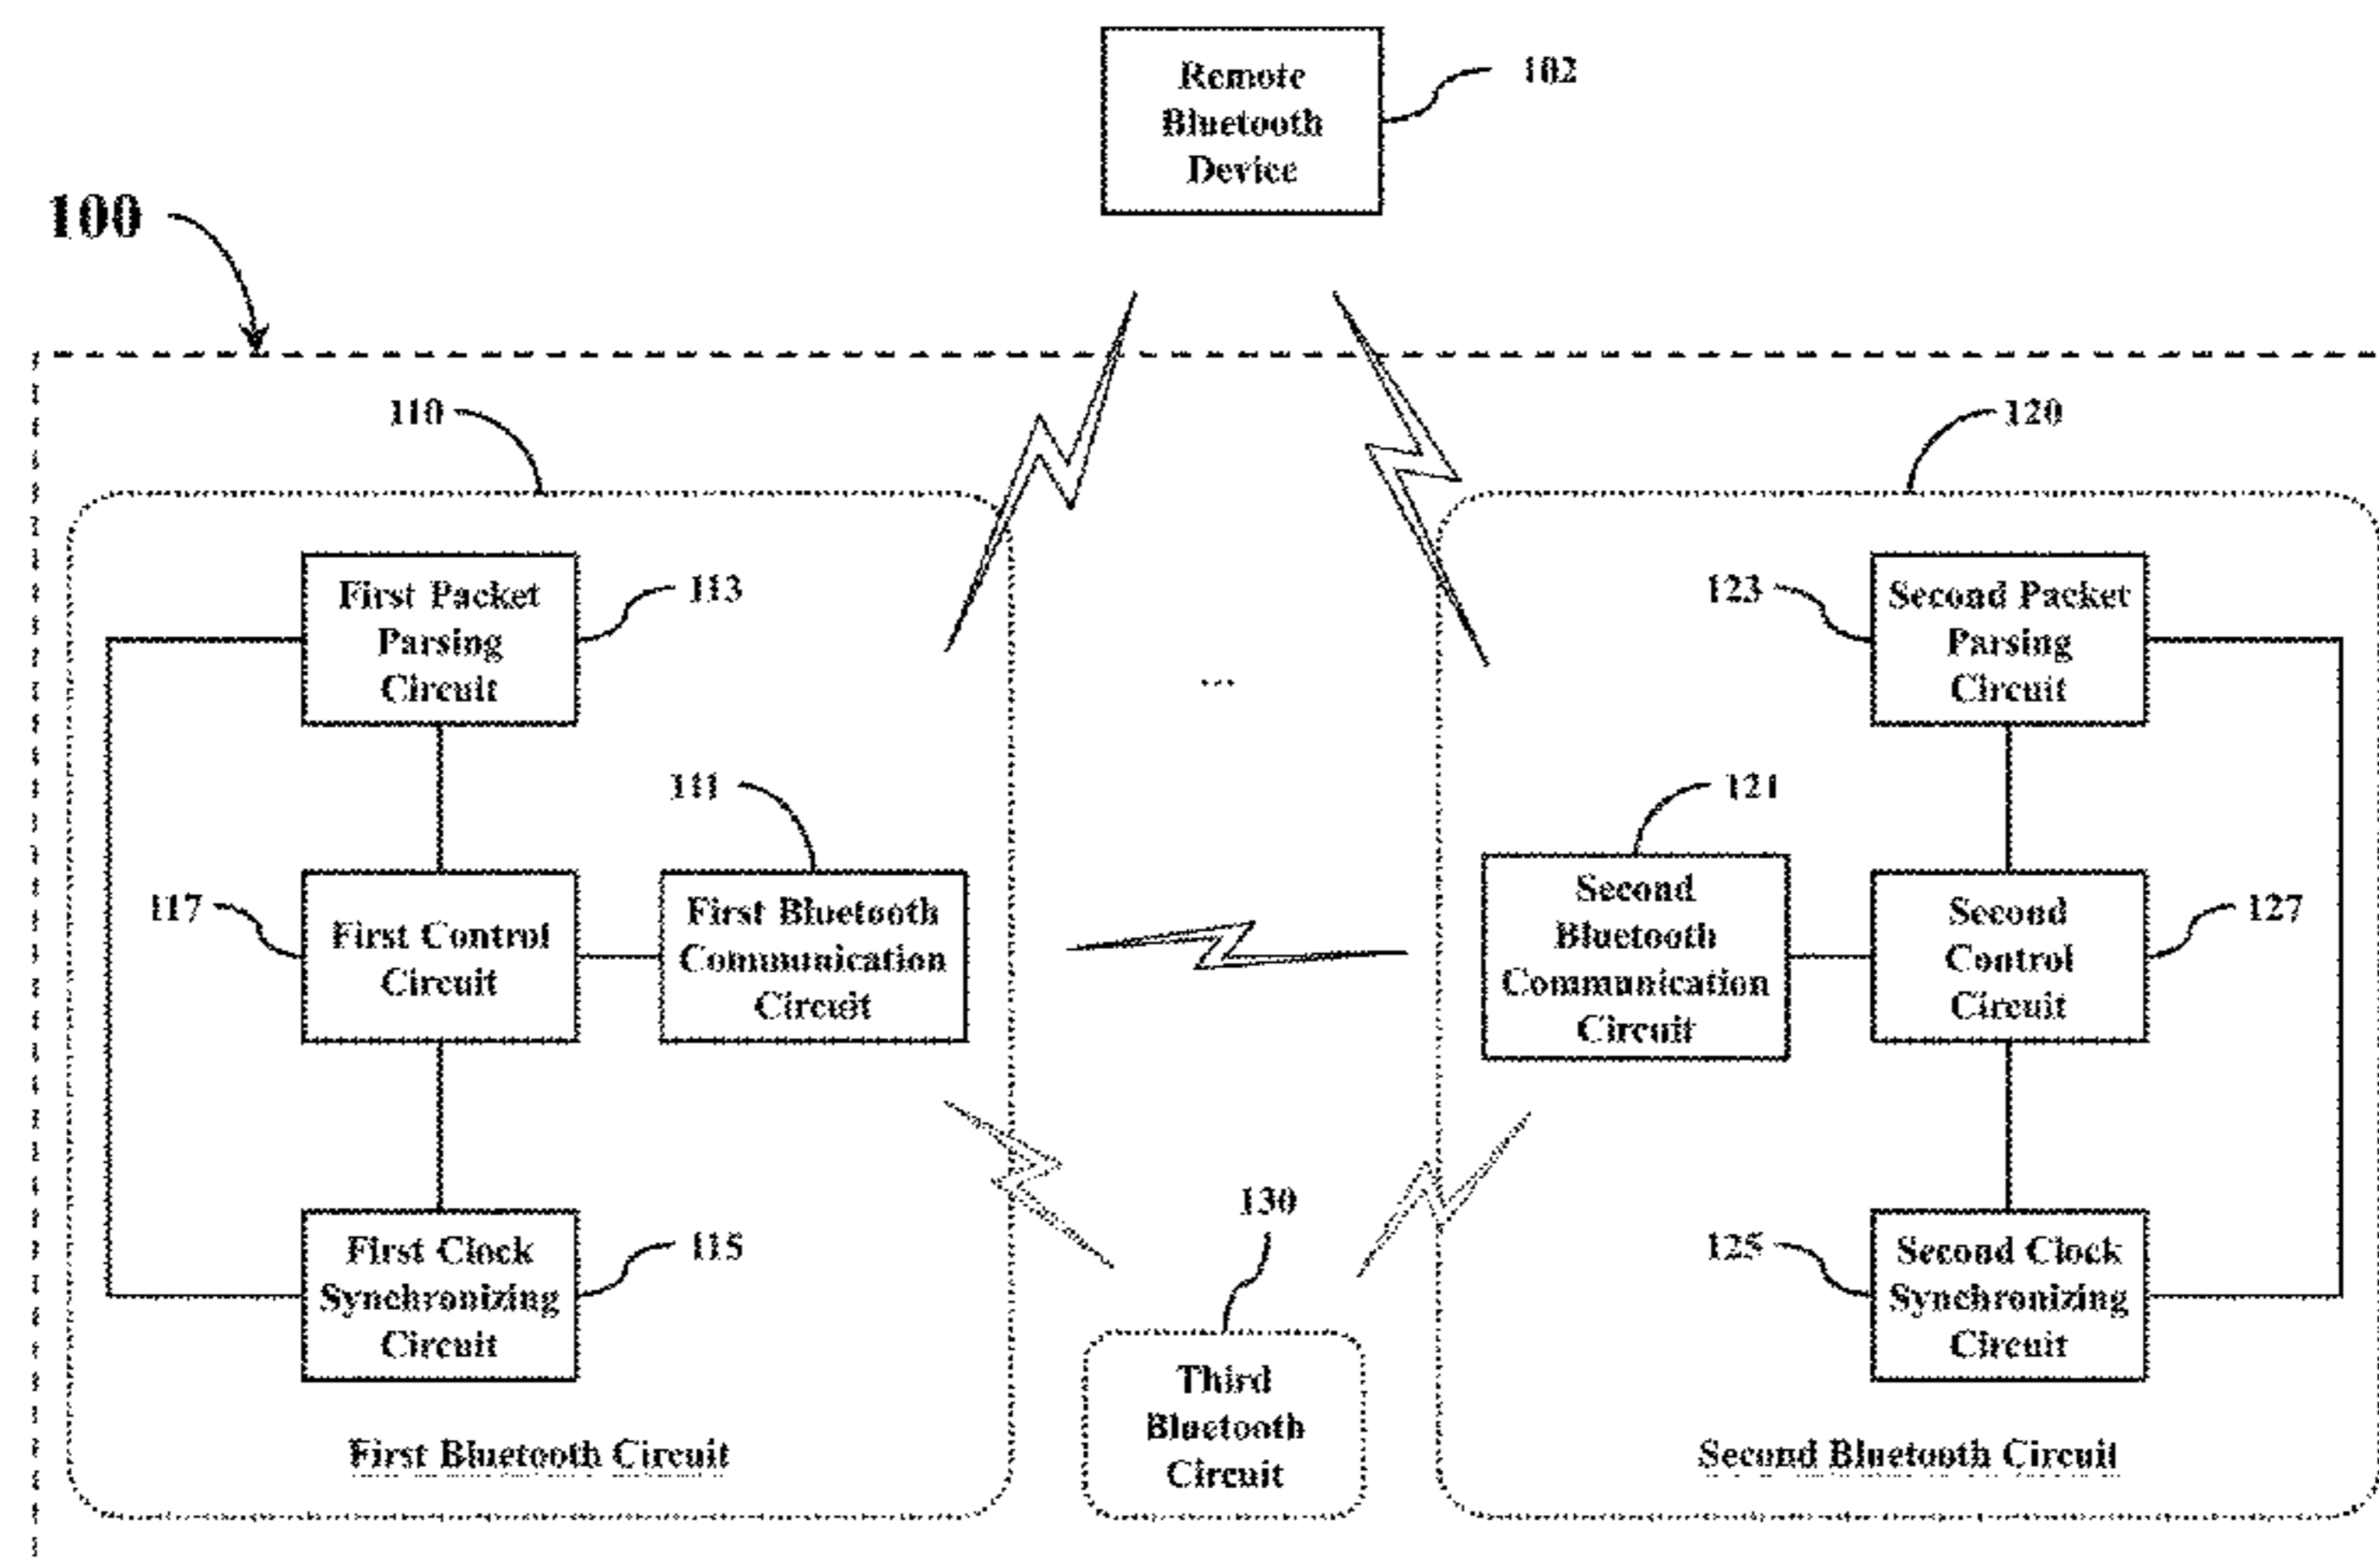 Remote
Bluetooth
Device
102
100
110
120
First Packet
Parsing
Circuit
113
123
Second Packet
Parsing
Circuit
...
111
121
117
First Control
Circuit
First Bluetooth
Communication
Circuit
Second
Bluetooth
Communication
Circuit
Second
Control
Circuit
127
130
First Clock
Synchronizing
Circuit
115
125
Second Clock
Synchronizing
Circuit
Third
Bluetooth
Circuit
First Bluetooth Circuit
Second Bluetooth Circuit